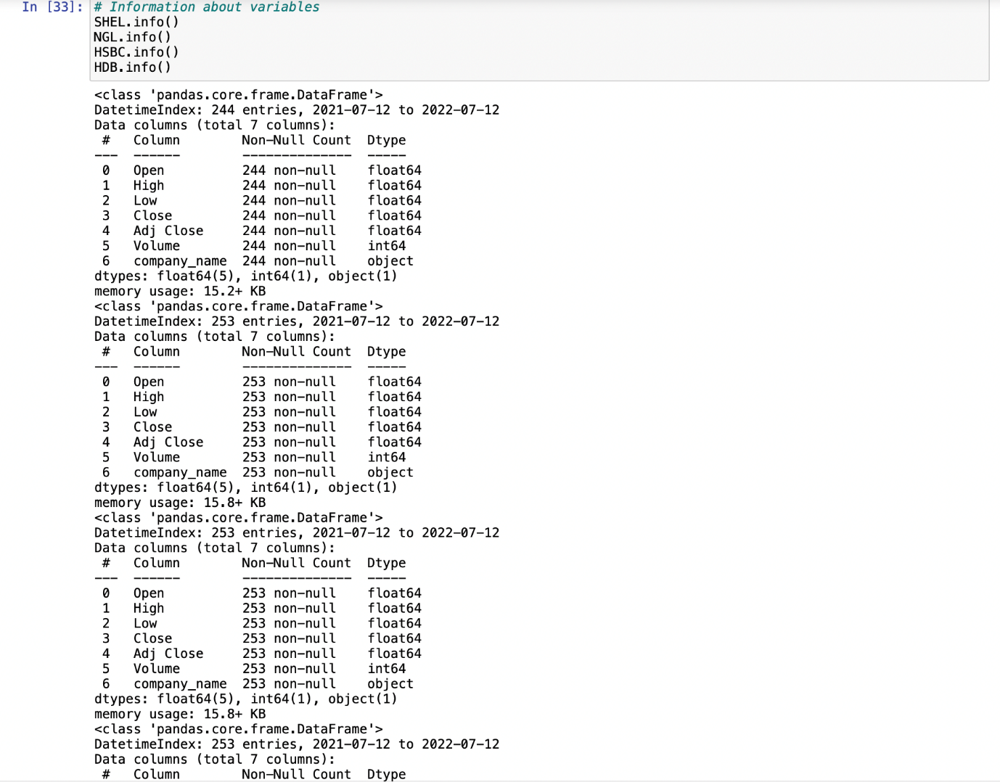 In [33]: # Information about variables
SHEL.info()
NGL.info()
HSBC.info()
HDB.info()
<class 'pandas.core.frame.DataFrame'>
DatetimeIndex: 244 entries, 2021-07-12 to 2022-07-12
Data columns (total 7 columns):
 #   Column        Non-Null Count  Dtype
---  ------        --------------  -----
 0   Open          244 non-null    float64
 1   High          244 non-null    float64
 2   Low           244 non-null    float64
 3   Close         244 non-null    float64
 4   Adj Close     244 non-null    float64
 5   Volume        244 non-null    int64
 6   company_name  244 non-null    object
dtypes: float64(5), int64(1), object(1)
memory usage: 15.2+ KB
<class 'pandas.core.frame.DataFrame'>
DatetimeIndex: 253 entries, 2021-07-12 to 2022-07-12
Data columns (total 7 columns):
 #   Column        Non-Null Count  Dtype
---  ------        --------------  -----
 0   Open          253 non-null    float64
 1   High          253 non-null    float64
 2   Low           253 non-null    float64
 3   Close         253 non-null    float64
 4   Adj Close     253 non-null    float64
 5   Volume        253 non-null    int64
 6   company_name  253 non-null    object
dtypes: float64(5), int64(1), object(1)
memory usage: 15.8+ KB
<class 'pandas.core.frame.DataFrame'>
DatetimeIndex: 253 entries, 2021-07-12 to 2022-07-12
Data columns (total 7 columns):
 #   Column        Non-Null Count  Dtype
---  ------        --------------  -----
 0   Open          253 non-null    float64
 1   High          253 non-null    float64
 2   Low           253 non-null    float64
 3   Close         253 non-null    float64
 4   Adj Close     253 non-null    float64
 5   Volume        253 non-null    int64
 6   company_name  253 non-null    object
dtypes: float64(5), int64(1), object(1)
memory usage: 15.8+ KB
<class 'pandas.core.frame.DataFrame'>
DatetimeIndex: 253 entries, 2021-07-12 to 2022-07-12
Data columns (total 7 columns):
 #   Column        Non-Null Count  Dtype